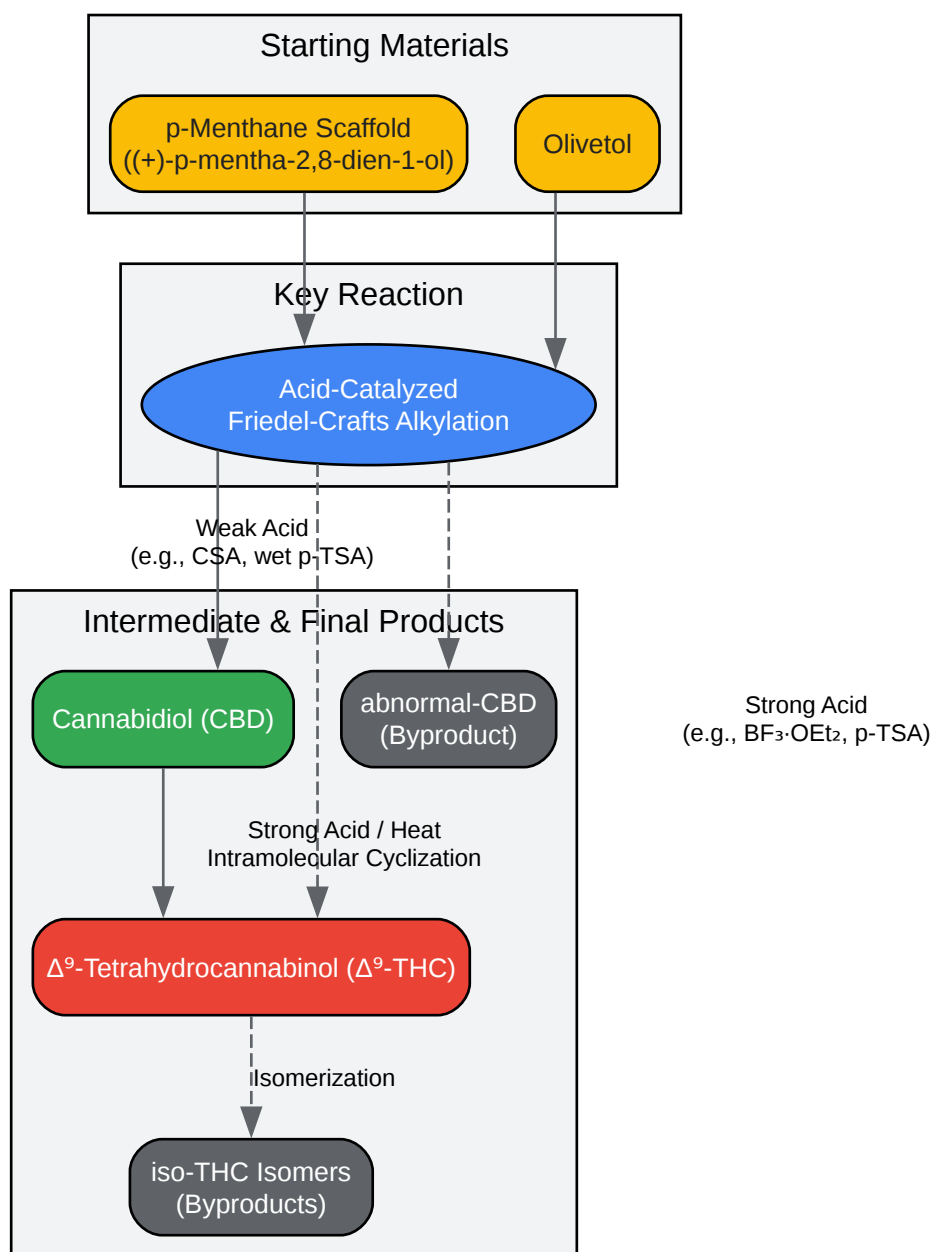 Starting Materials
p-Menthane Scaffold
((+)-p-mentha-2,8-dien-1-ol)
Olivetol
Key Reaction
Acid-Catalyzed
Friedel-Crafts Alkylation
Weak Acid
(e.g., CSA, wet p-TSA)
Intermediate & Final Products
Cannabidiol (CBD)
abnormal-CBD
(Byproduct)
Strong Acid
(e.g., BF₃·OEt₂, p-TSA)
Strong Acid / Heat
Intramolecular Cyclization
Δ⁹-Tetrahydrocannabinol (Δ⁹-THC)
Isomerization
iso-THC Isomers
(Byproducts)